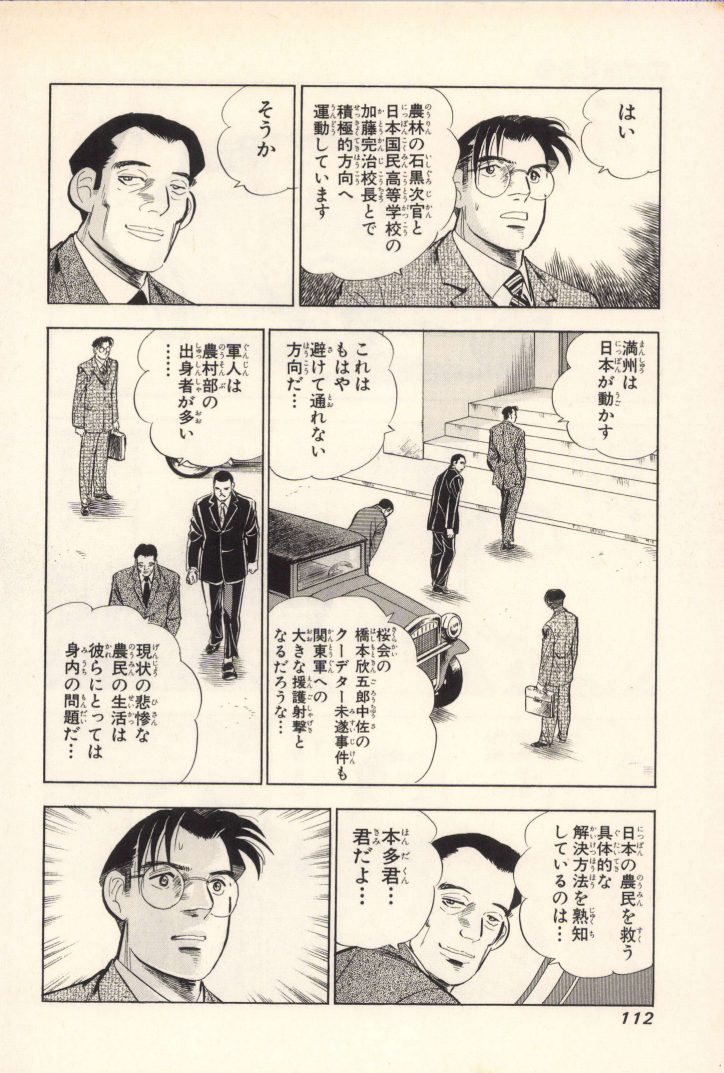 はい
農林の石黒次官と
日本国民高等学校の
加藤完治校長とで
積極的方向へ
運動しています
そうか
満州は
日本が動かす
これは
もはや
避けて通れない
方向だ…
桜会の
橋本欣五郎中佐の
クーデター未遂事件も
関東軍への
大きな援護射撃と
なるだろうな…
軍人は
農村部の
出身者が多い
……
現状の悲惨な
農民の生活は
彼らにとっては
身内の問題だ…
日本の農民を救う
具体的な
解決方法を熟知
しているのは…
本多君…
君だよ…
112